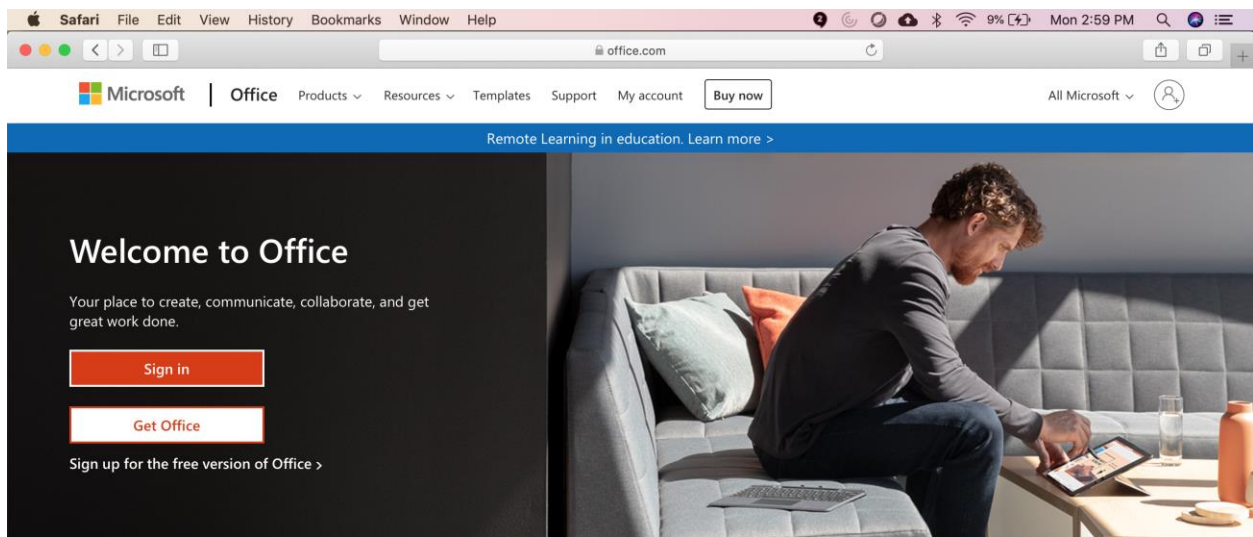 Safari File Edit View History Bookmarks Window Help 2 9% Mon 2:59 PM
office.com
Microsoft | Office Products Resources Templates Support My account Buy now All Microsoft
Remote Learning in education. Learn more >
Welcome to Office
Your place to create, communicate, collaborate, and get
great work done.
Sign in
Get Office
Sign up for the free version of Office >